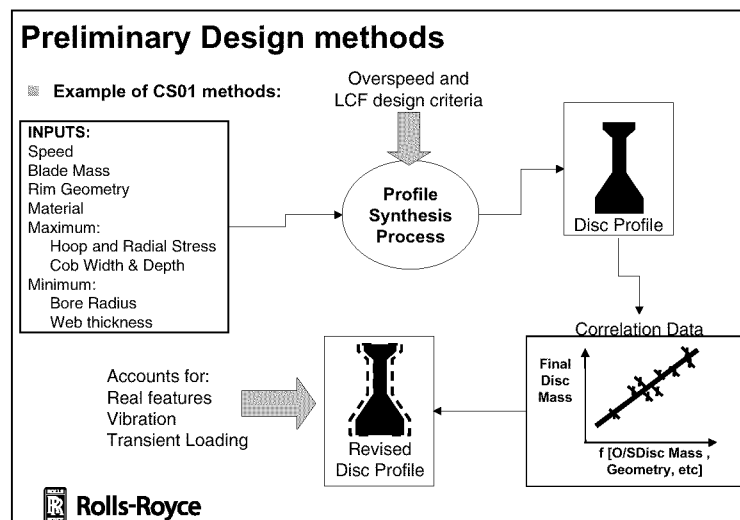 Preliminary Design methods
Example of CS01 methods:
Overspeed and
LCF design criteria
INPUTS:
Speed
Blade Mass
Rim Geometry
Material
Maximum:
Hoop and Radial Stress
Cob Width & Depth
Minimum:
Bore Radius
Web thickness
Profile
Synthesis
Process
Disc Profile
Correlation Data
Final
Disc
Mass
f [O/SDisc Mass ,
Geometry, etc]
Accounts for:
Real features
Vibration
Transient Loading
Revised
Disc Profile
RR Rolls-Royce